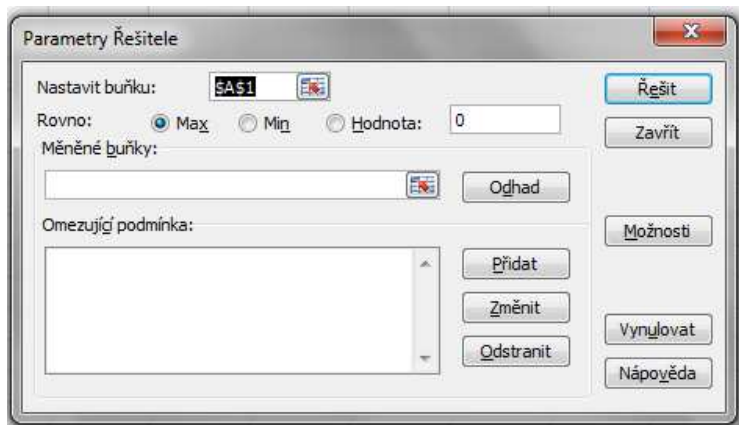 Parametry Řešitele
Nastavit buňku: $A$1
Řešit
Rovno: Max Min Hodnota: 0
Zavřít
Měněné buňky:
Odhad
Omezující podmínka:
Možnosti
Přidat
Změnit
Vynulovat
Odstranit
Nápověda